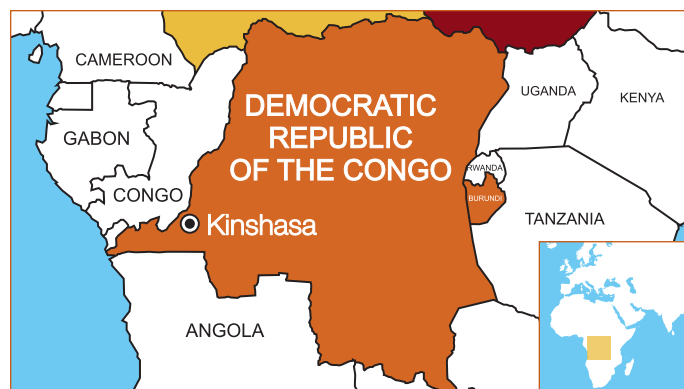 CAMEROON
DEMOCRATIC
REPUBLIC
OF THE CONGO
UGANDA
KENYA
GABON
RWANDA
CONGO
BURUNDI
Kinshasa
TANZANIA
ANGOLA